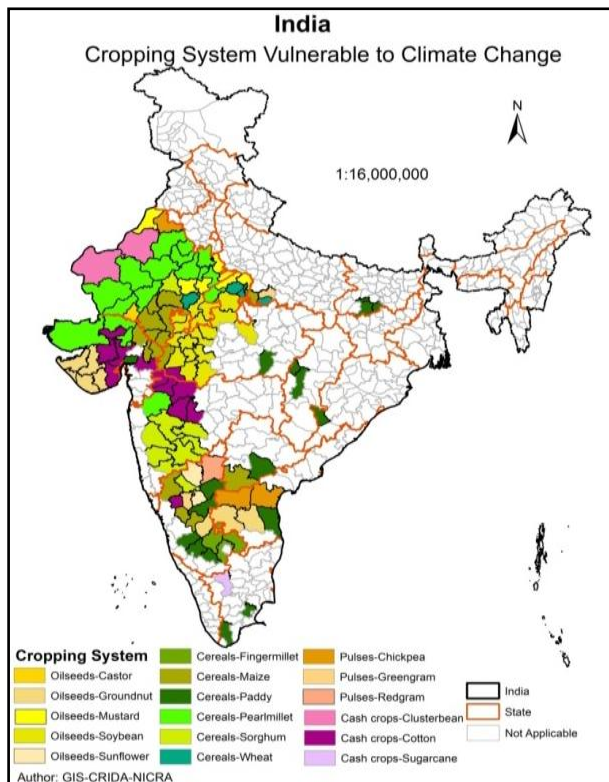 India
Cropping System Vulnerable to Climate Change
N
1:16,000,000
Cropping System
Oilseeds-Castor
Oilseeds-Groundnut
Oilseeds-Mustard
Oilseeds-Soybean
Oilseeds-Sunflower
Cereals-Fingermillet
Cereals-Maize
Cereals-Paddy
Cereals-Pearlmillet
Cereals-Sorghum
Cereals-Wheat
Pulses-Chickpea
Pulses-Greengram
Pulses-Redgram
Cash crops-Clusterbean
Cash crops-Cotton
Cash crops-Sugarcane
India
State
Not Applicable
Author: GIS-CRIDA-NICRA